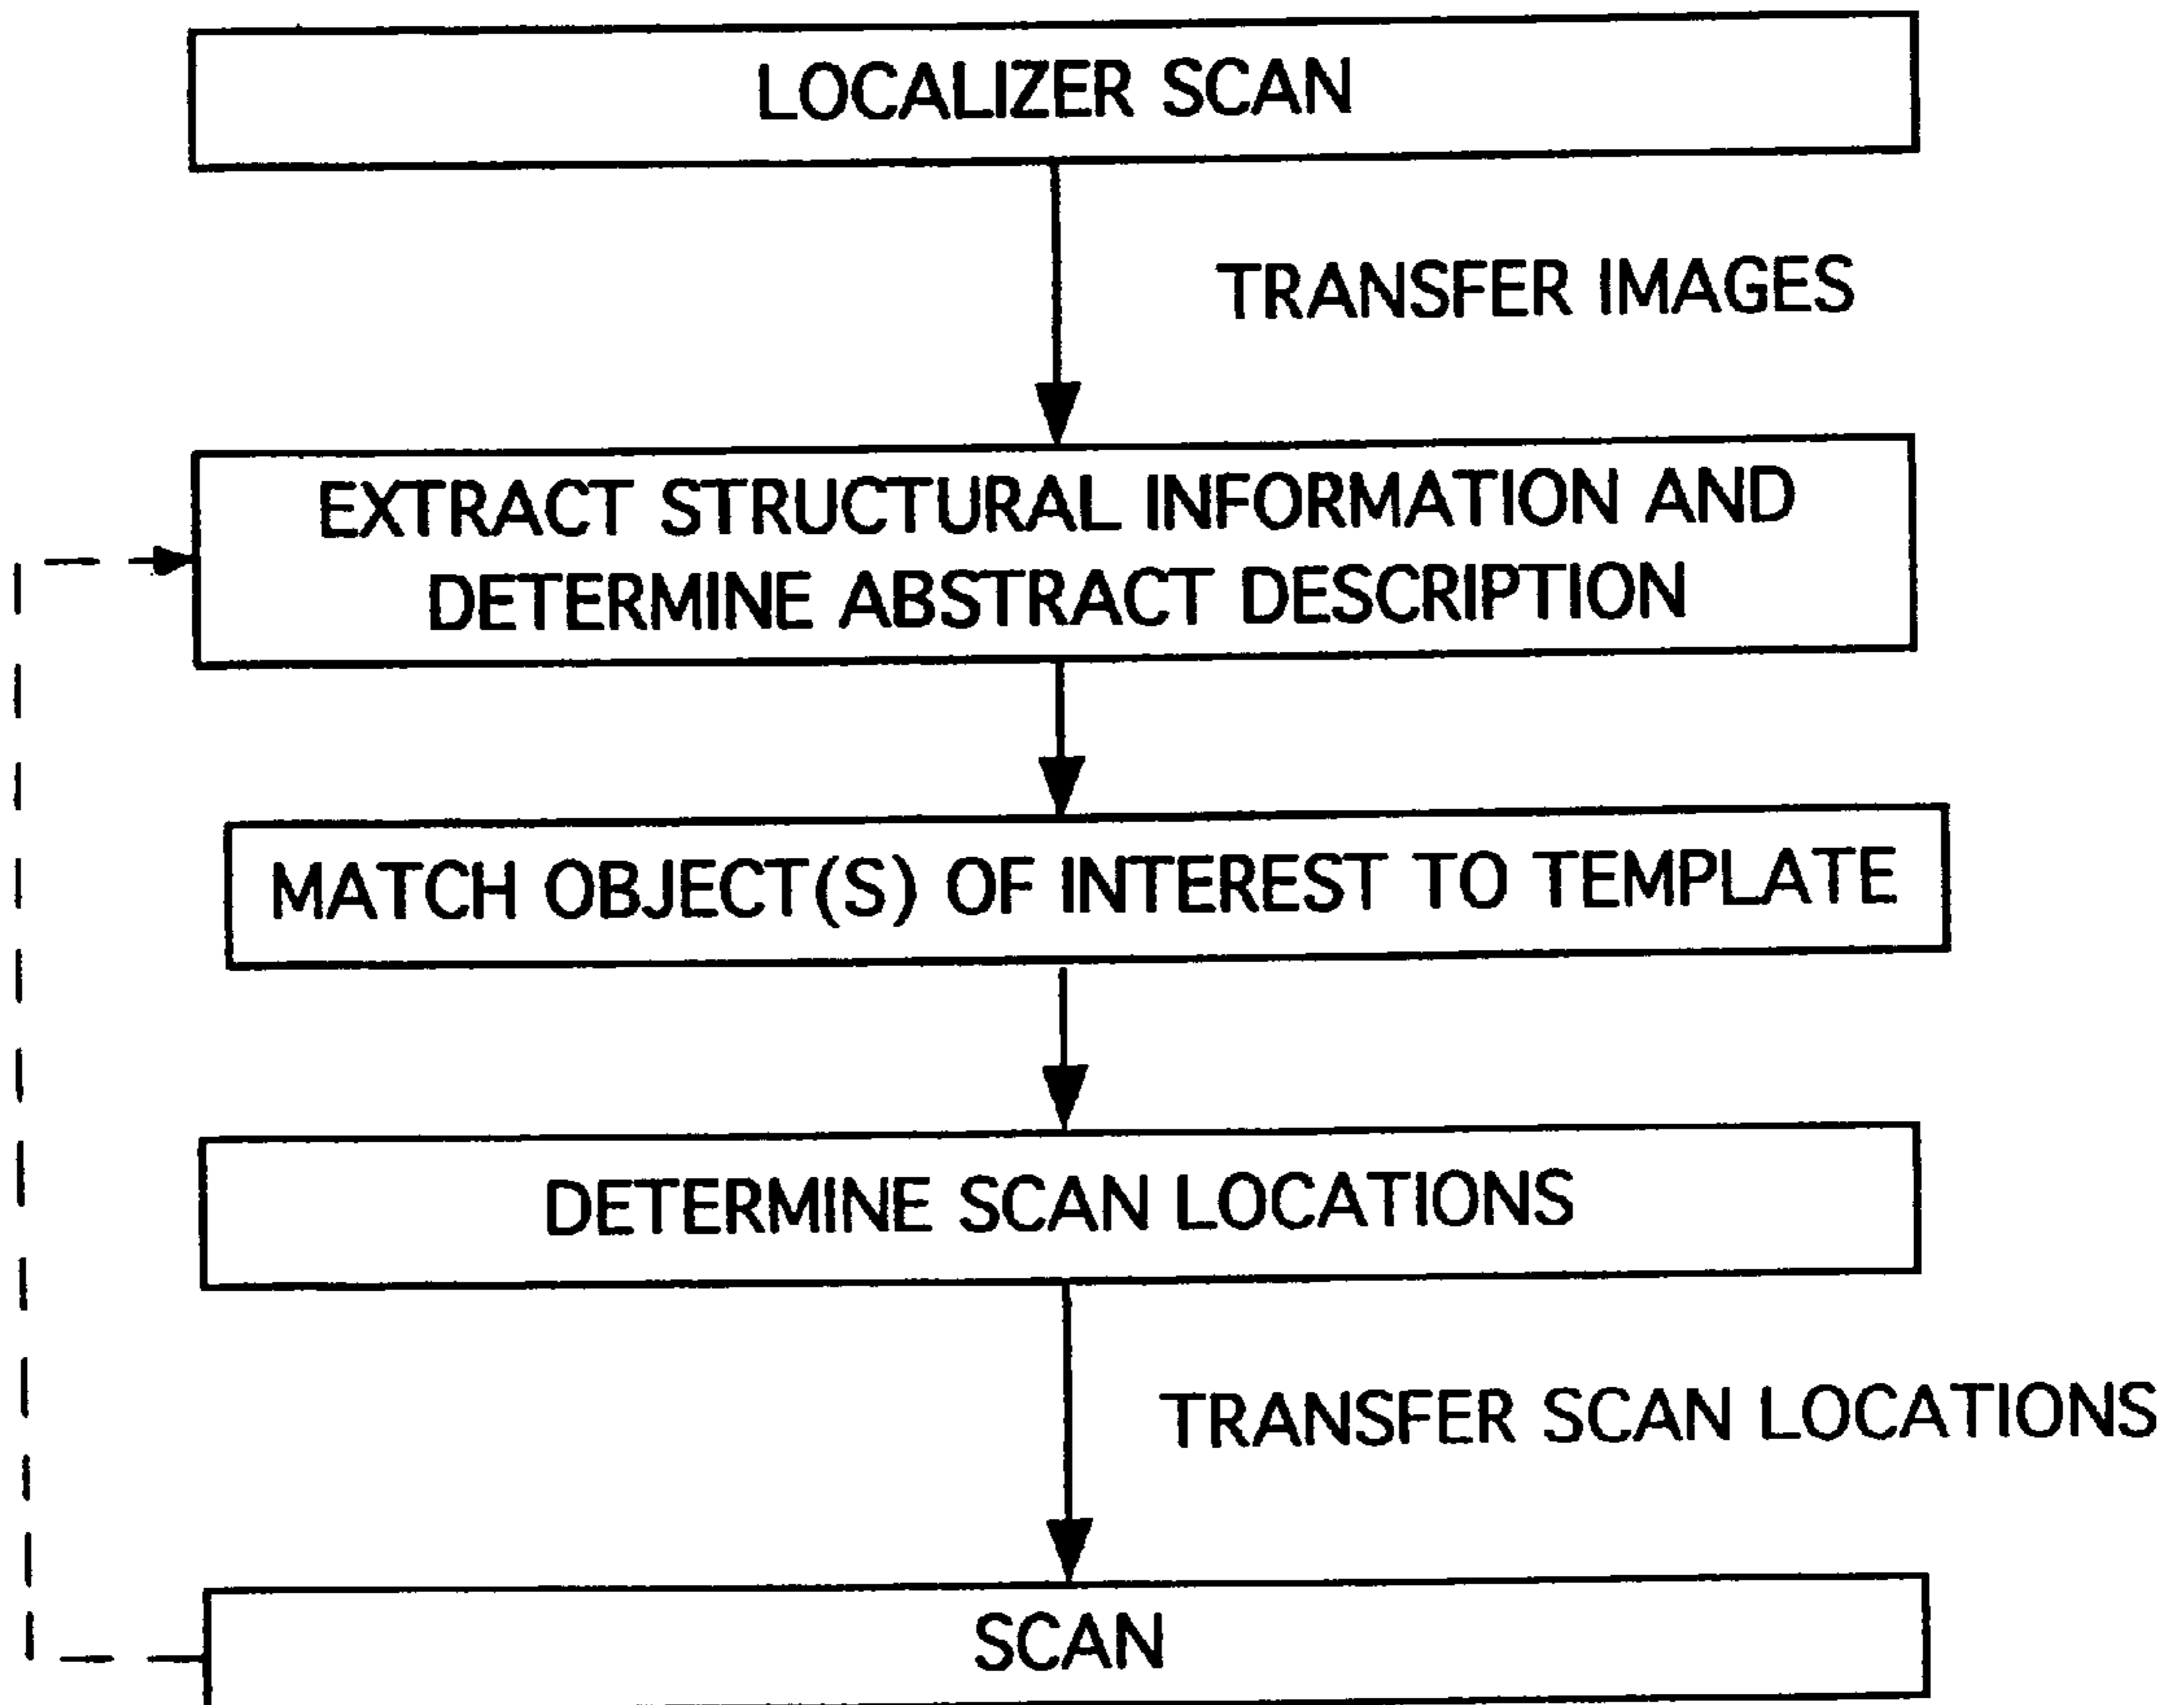 LOCALIZER SCAN
TRANSFER IMAGES
EXTRACT STRUCTURAL INFORMATION AND
DETERMINE ABSTRACT DESCRIPTION
MATCH OBJECT(S) OF INTEREST TO TEMPLATE
DETERMINE SCAN LOCATIONS
TRANSFER SCAN LOCATIONS
SCAN